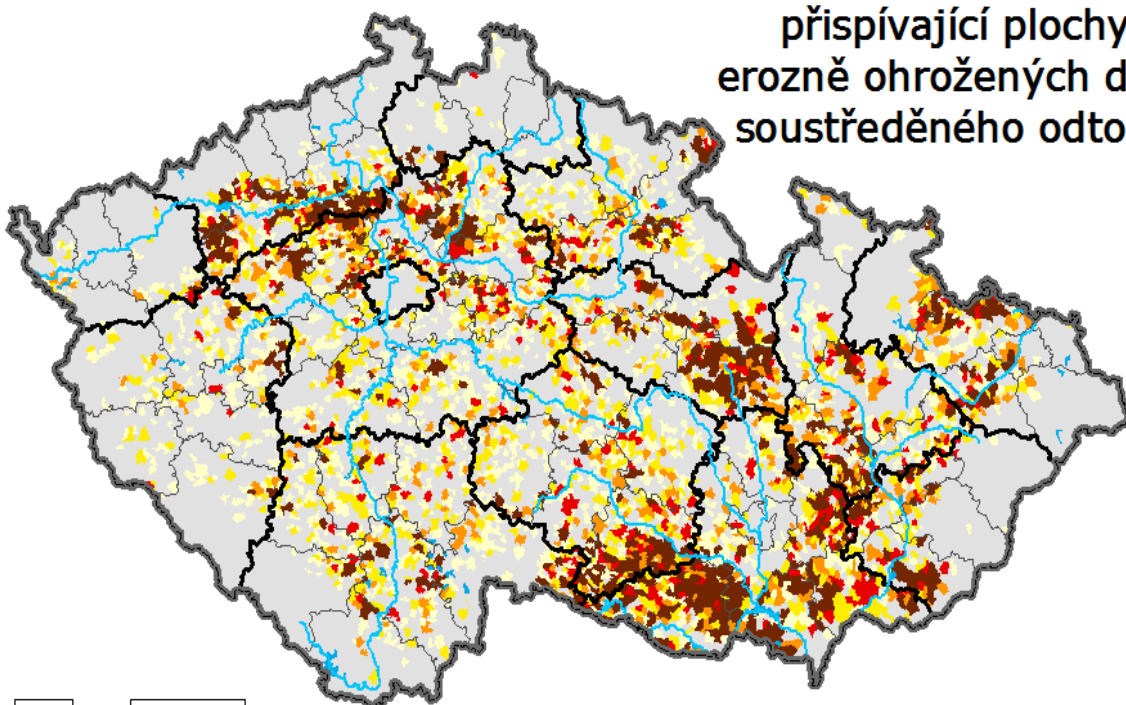 přispívající plochy
erozně ohrožených d
soustředěného odto